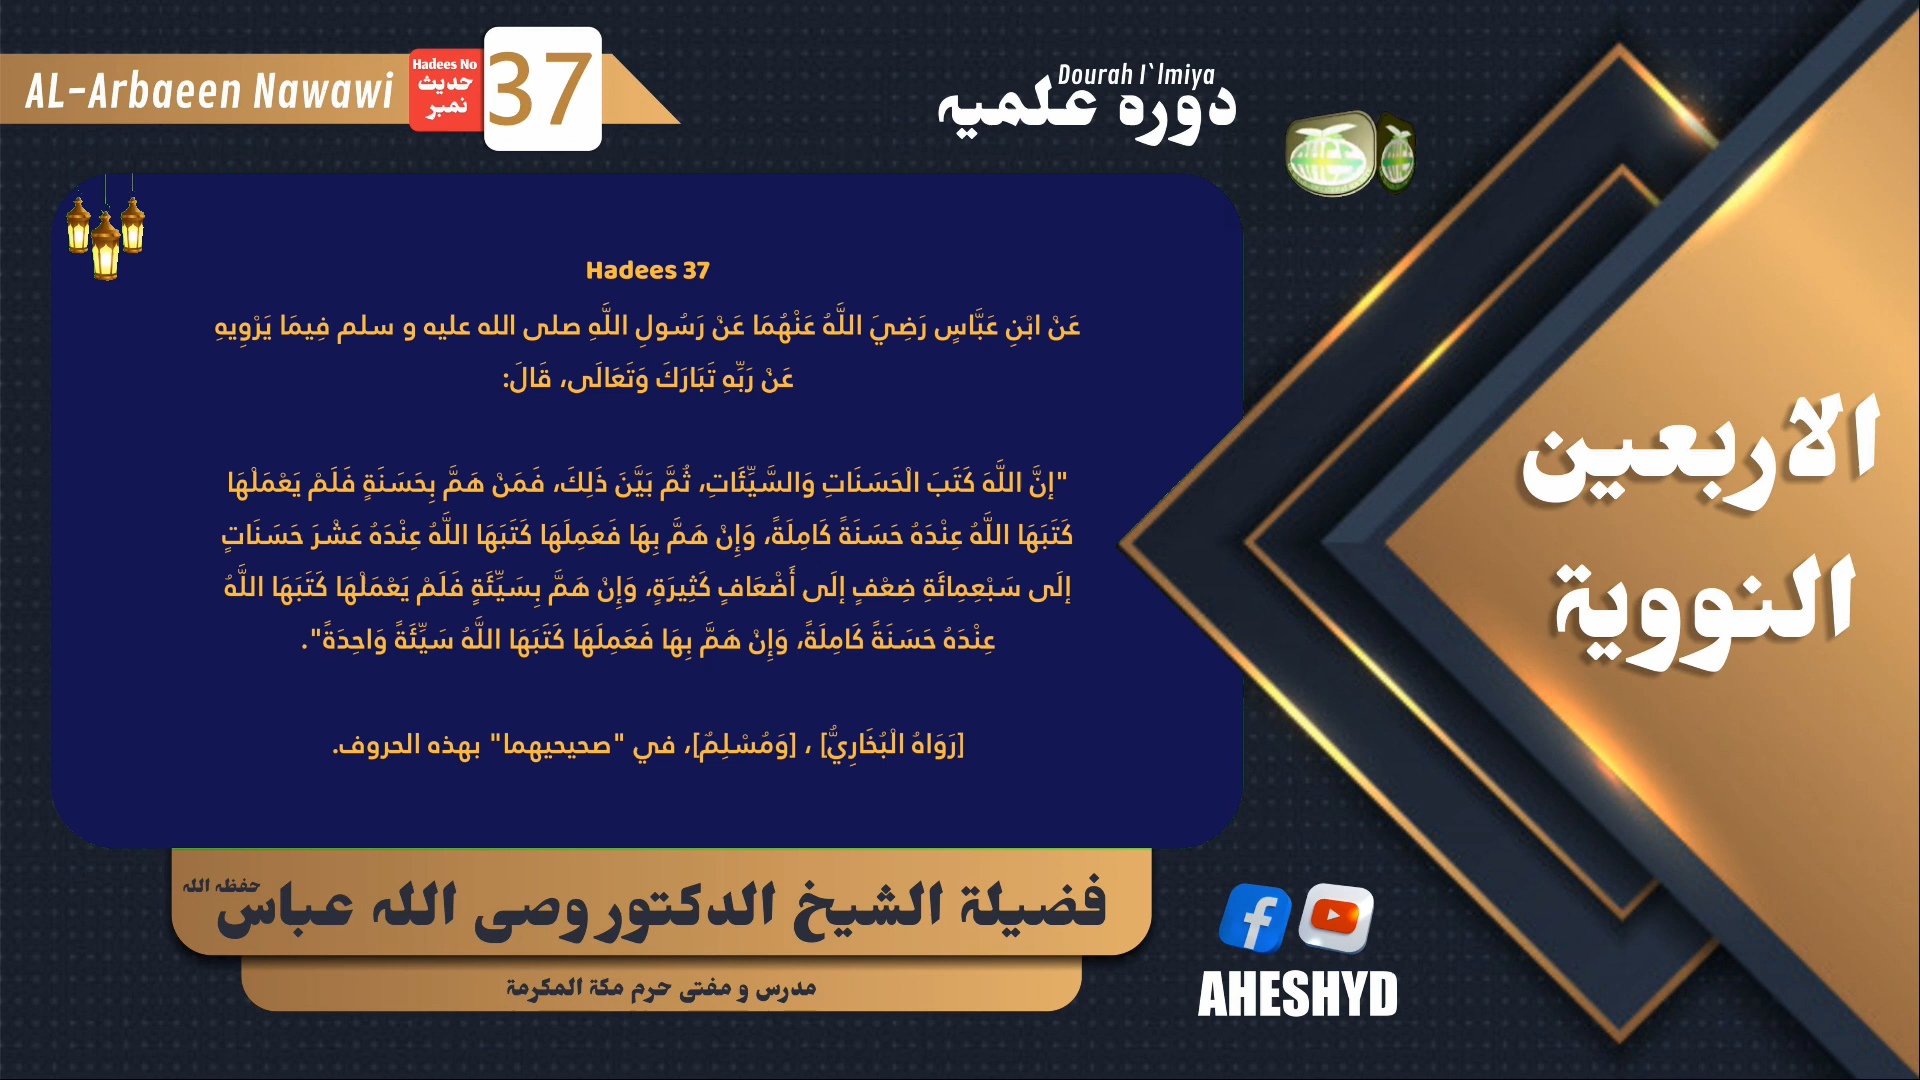 AL-Arbaeen Nawawi
Hadees No
حديث
نمبر
37
Dourah I`lmiya
دوره علميه
Hadees 37
عَنْ ابْنِ عَبَّاسٍ رَضِيَ اللَّهُ عَنْهُمَا عَنْ رَسُولِ اللَّهِ صلى الله عليه و سلم فِيمَا يَرْوِيهِ
عَنْ رَبِّهِ تَبَارَكَ وَتَعَالَى، قَالَ:
"إنَّ اللَّهَ كَتَبَ الْحَسَنَاتِ وَالسَّيِّئَاتِ، ثُمَّ بَيَّنَ ذَلِكَ، فَمَنْ هَمَّ بِحَسَنَةٍ فَلَمْ يَعْمَلْهَا
كَتَبَهَا اللَّهُ عِنْدَهُ حَسَنَةً كَامِلَةً، وَإِنْ هَمَّ بِهَا فَعَمِلَهَا كَتَبَهَا اللَّهُ عِنْدَهُ عَشْرَ حَسَنَاتٍ
إلَى سَبْعِمِائَةِ ضِعْفٍ إلَى أَضْعَافٍ كَثِيرَةٍ، وَإِنْ هَمَّ بِسَيِّئَةٍ فَلَمْ يَعْمَلْهَا كَتَبَهَا اللَّهُ
عِنْدَهُ حَسَنَةً كَامِلَةً، وَإِنْ هَمَّ بِهَا فَعَمِلَهَا كَتَبَهَا اللَّهُ سَيِّئَةً وَاحِدَةً".
[رَوَاهُ الْبُخَارِيُّ] ، [وَمُسْلِمٌ]، في "صحيحيهما" بهذه الحروف.
الاربعين
النووية
فضيلة الشيخ الدكتور وصى الله عباس حفظه الله
مدرس و مفتى حرم مكة المكرمة
AHESHYD